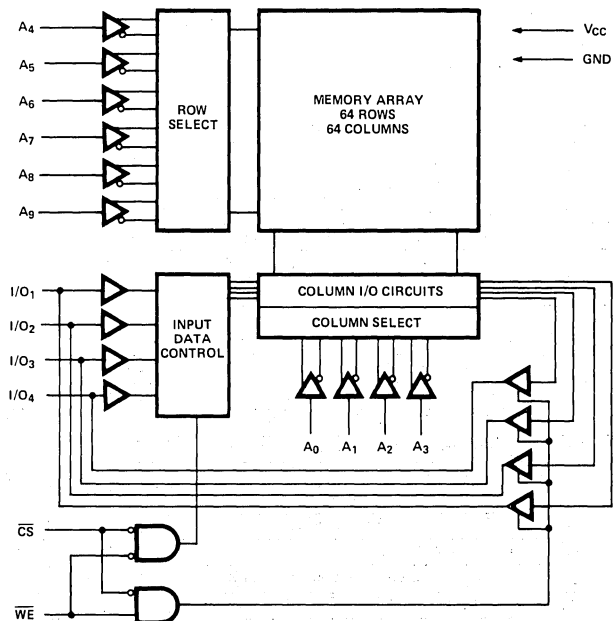 A4
A5
A6
A7
A8
A9
ROW
SELECT
MEMORY ARRAY
64 ROWS
64 COLUMNS
VCC
GND
I/O1
I/O2
I/O3
I/O4
INPUT
DATA
CONTROL
COLUMN I/O CIRCUITS
COLUMN SELECT
A0
A1
A2
A3
CS
WE